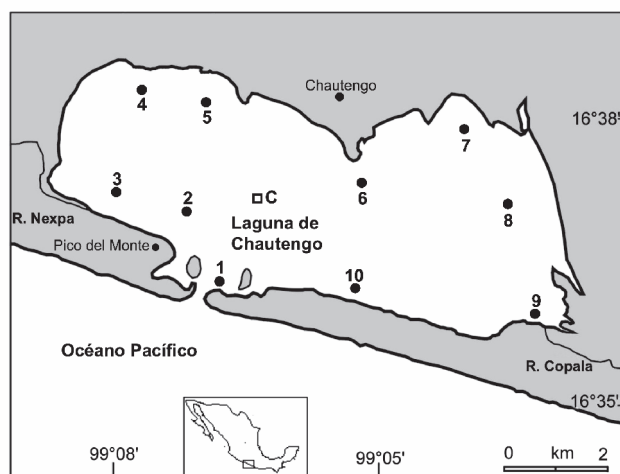 Chautengo
4
5
16°38'
7
3
6
2
C
8
R. Nexpa
Laguna de
Chautengo
Pico del Monte
1
10
9
Océano Pacífico
R. Copala
16°35'
99°08'
99°05'
0 km 2